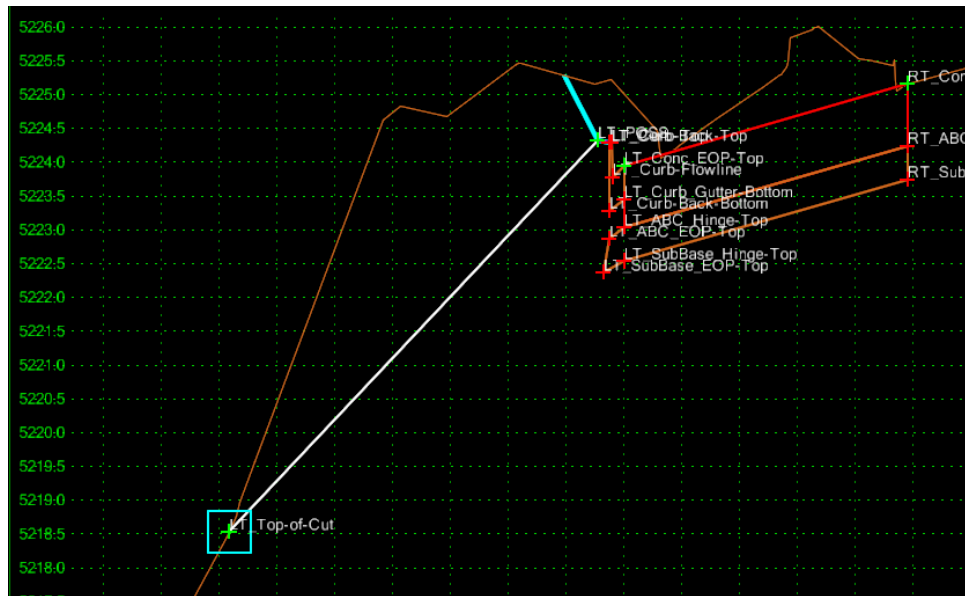 5226.0
5225.5
RT_Con
5225.0
5224.5
LT_Curb-Back-Top
5224.0
LT_Conc_EOP-Top
RT_ABC
_Curb-Flowline
RT_Sub
5223.5
LT_Curb_Gutter-Bottom
LT_Curb-Back-Bottom
5223.0
LT_ABC_Hinge-Top
LT_ABC_EOP-Top
5222.5
LT_SubBase_Hinge-Top
LT_SubBase_EOP-Top
5222.0
5221.5
5221.0
5220.5
5220.0
5219.5
5219.0
LT_Top-of-Cut
5218.5
5218.0